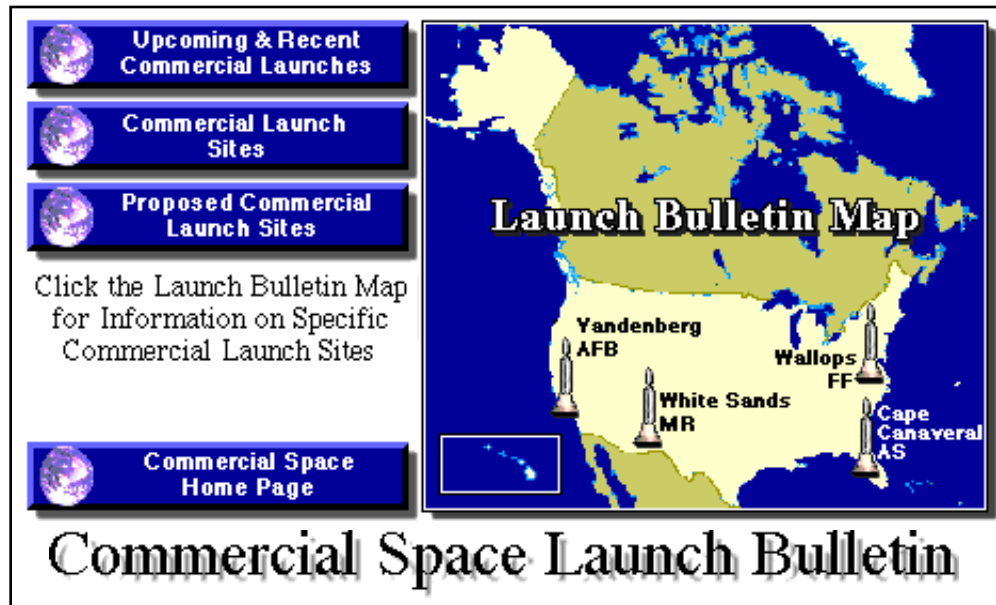 Upcoming & Recent
Commercial Launches
Commercial Launch
Sites
Proposed Commercial
Launch Sites
Click the Launch Bulletin Map
for Information on Specific
Commercial Launch Sites
Commercial Space
Home Page
Launch Bulletin Map
Vandenberg
AFB
White Sands
MR
Wallops
FF
Cape
Canaveral
AS
Commercial Space Launch Bulletin